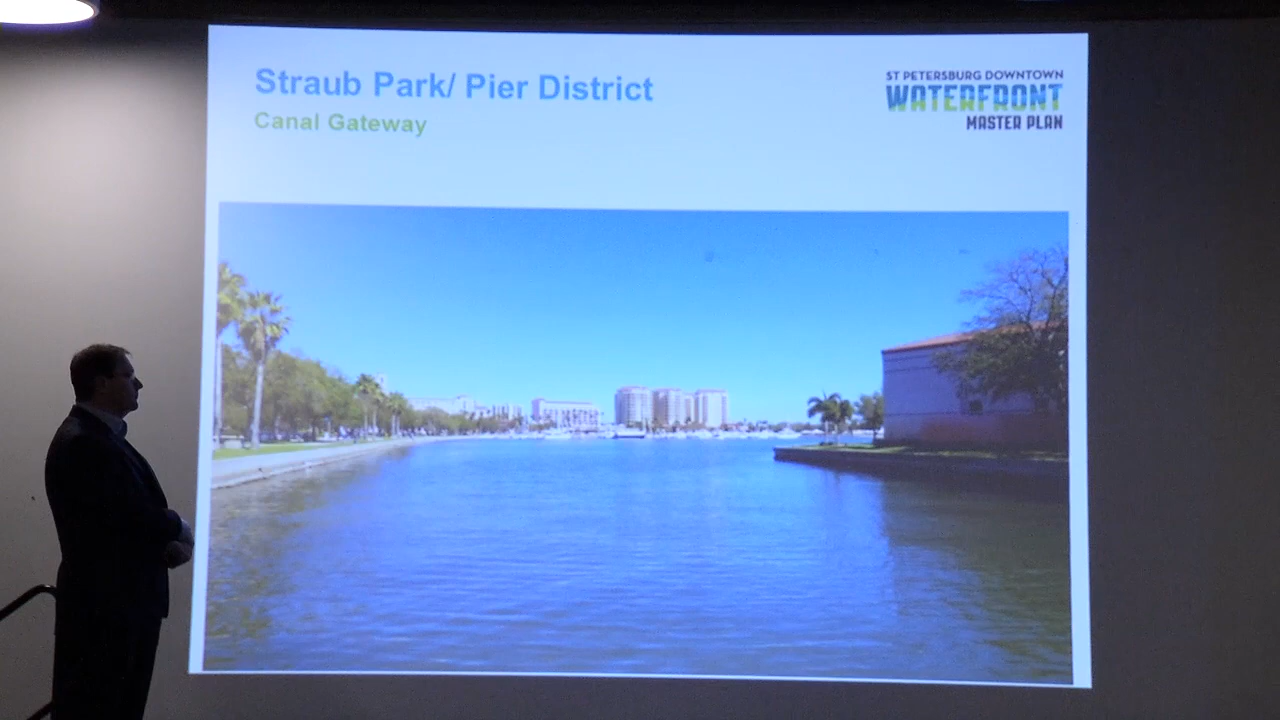 Straub Park/ Pier District
Canal Gateway
ST PETERSBURG DOWNTOWN
WATERFRONT
MASTER PLAN